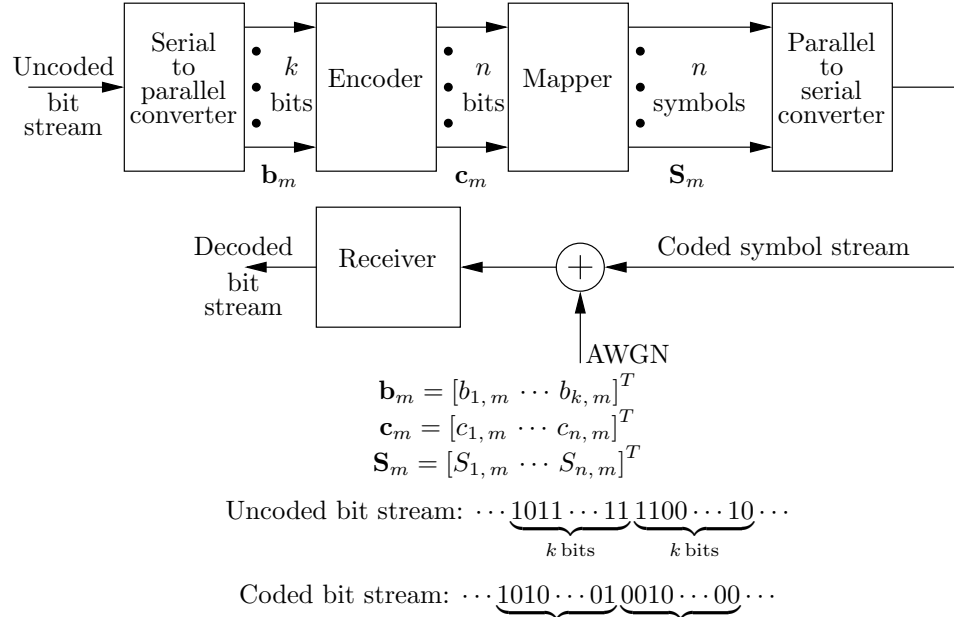 Uncoded
bit
stream
Serial
to
parallel
converter
k
bits
b_m
Encoder
n
bits
c_m
Mapper
n
symbols
S_m
Parallel
to
serial
converter
Decoded
bit
stream
Receiver
+
Coded symbol stream
AWGN
b_m = [b_{1, m} ⋯ b_{k, m}]^T
c_m = [c_{1, m} ⋯ c_{n, m}]^T
S_m = [S_{1, m} ⋯ S_{n, m}]^T
Uncoded bit stream: ⋯ 1011 ⋯ 11 1100 ⋯ 10 ⋯
k bits k bits
Coded bit stream: ⋯ 1010 ⋯ 01 0010 ⋯ 00 ⋯